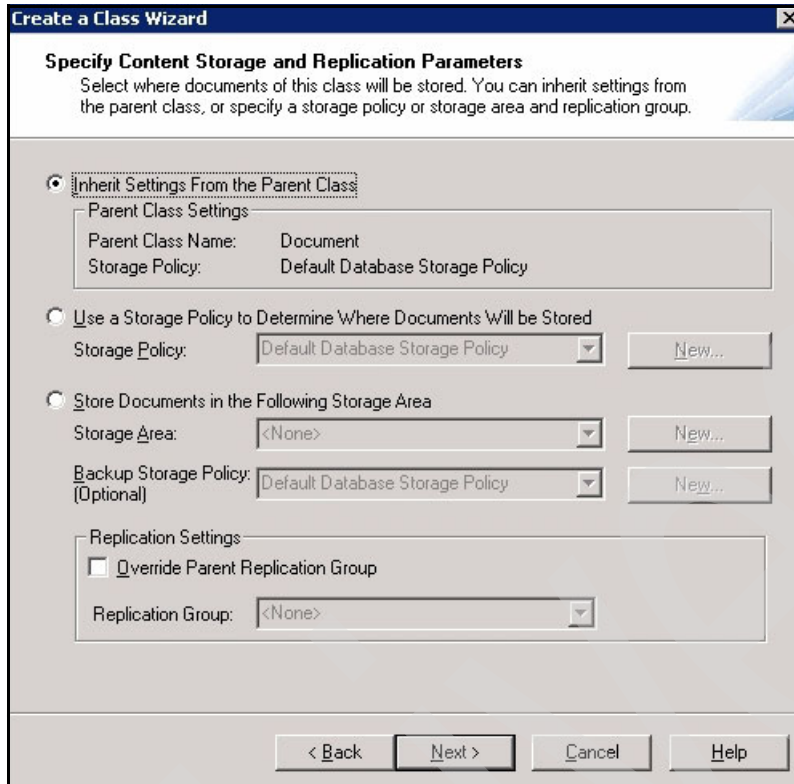 Create a Class Wizard
Specify Content Storage and Replication Parameters
Select where documents of this class will be stored. You can inherit settings from
the parent class, or specify a storage policy or storage area and replication group.
Inherit Settings From the Parent Class
Parent Class Settings
Parent Class Name: Document
Storage Policy: Default Database Storage Policy
Use a Storage Policy to Determine Where Documents Will be Stored
Storage Policy: Default Database Storage Policy New...
Store Documents in the Following Storage Area
Storage Area: <None> New...
Backup Storage Policy: Default Database Storage Policy New...
(Optional)
Replication Settings
Override Parent Replication Group
Replication Group: <None>
< Back Next > Cancel Help